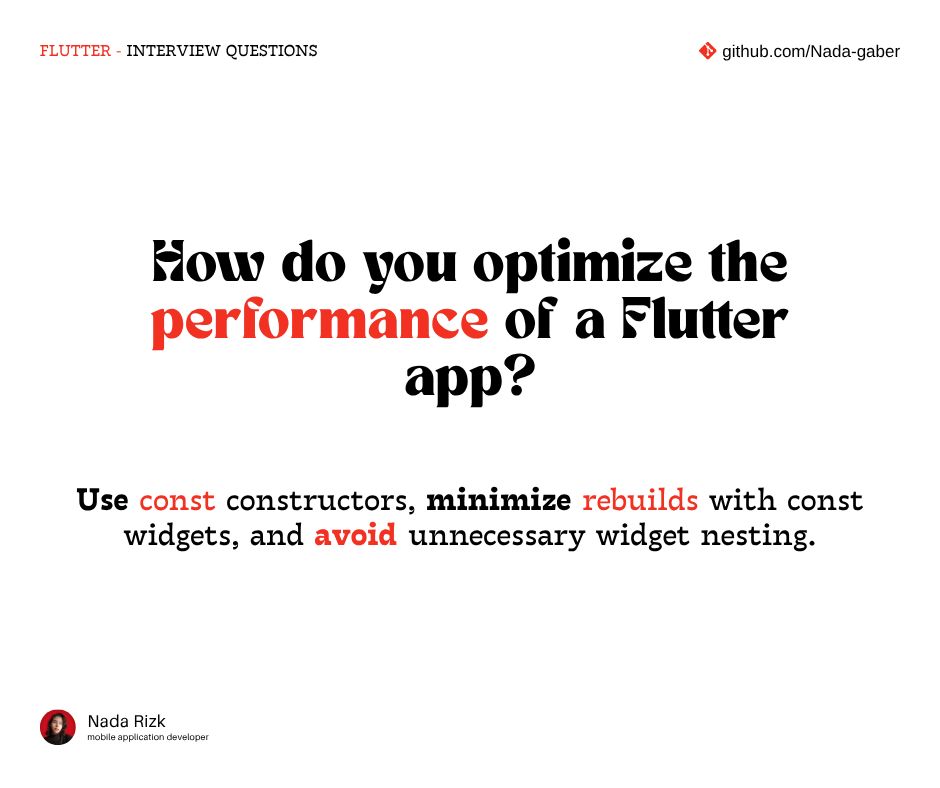 FLUTTER - INTERVIEW QUESTIONS
github.com/Nada-gaber
How do you optimize the
performance of a Flutter
app?
Use const constructors, minimize rebuilds with const
widgets, and avoid unnecessary widget nesting.
Nada Rizk
mobile application developer